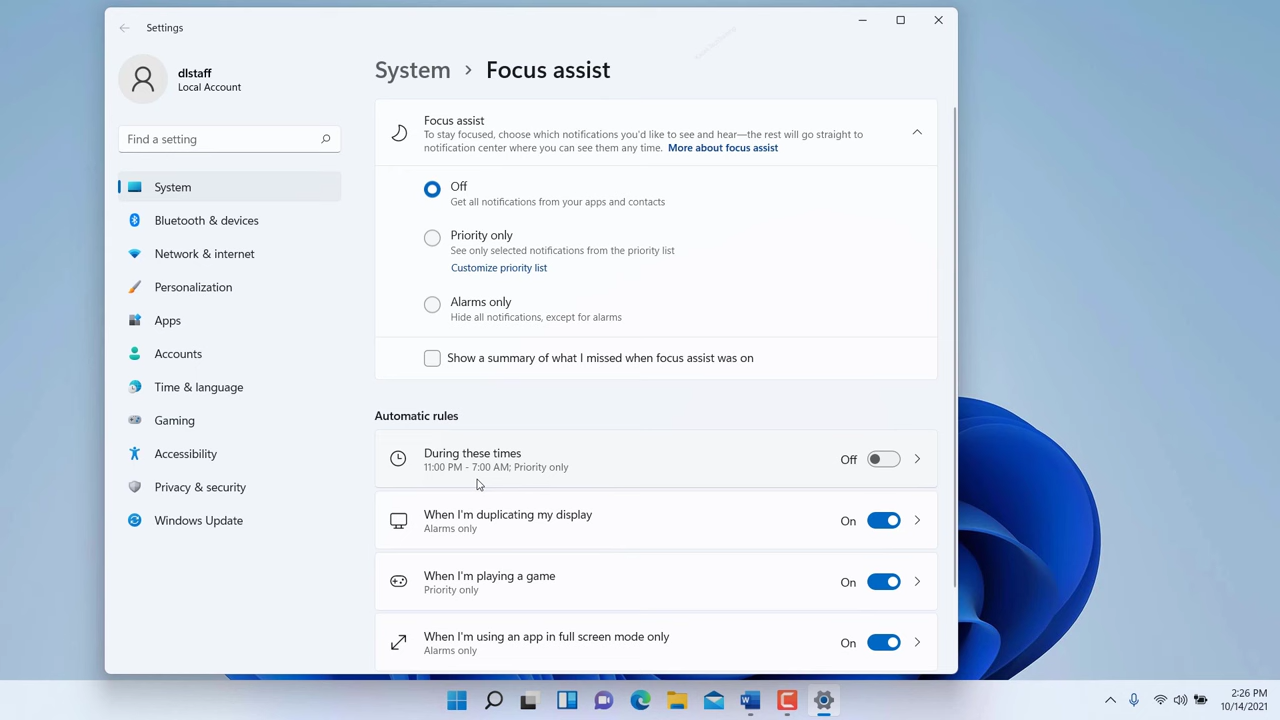 Settings
dlstaff
Local Account
Find a setting
System
Bluetooth & devices
Network & internet
Personalization
Apps
Accounts
Time & language
Gaming
Accessibility
Privacy & security
Windows Update
System > Focus assist
Focus assist
To stay focused, choose which notifications you'd like to see and hear—the rest will go straight to
notification center where you can see them any time. More about focus assist
Off
Get all notifications from your apps and contacts
Priority only
See only selected notifications from the priority list
Customize priority list
Alarms only
Hide all notifications, except for alarms
Show a summary of what I missed when focus assist was on
Automatic rules
During these times
11:00 PM - 7:00 AM; Priority only
Off
When I'm duplicating my display
Alarms only
On
When I'm playing a game
Priority only
On
When I'm using an app in full screen mode only
Alarms only
On
2:26 PM
10/14/2021